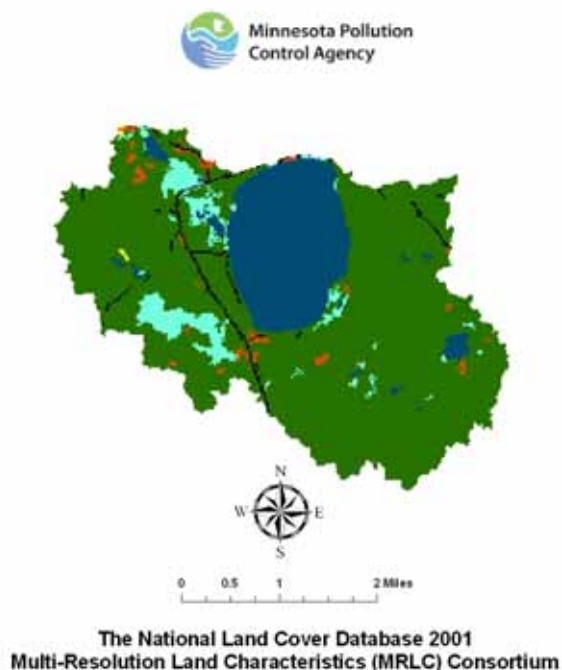 Minnesota Pollution
Control Agency
N
W E
S
0 0.5 1 2 Miles
The National Land Cover Database 2001
Multi-Resolution Land Characteristics (MRLC) Consortium